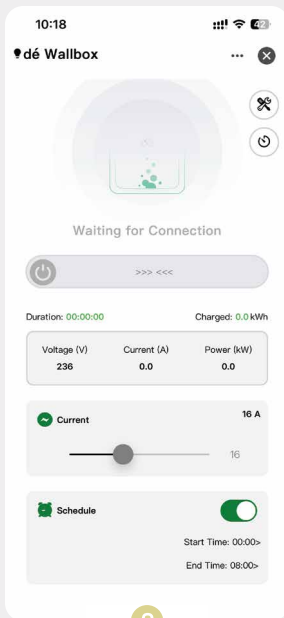 10:18
42
dé Wallbox
Waiting for Connection
>>> <<<
Duration: 00:00:00 Charged: 0.0 kWh
Voltage (V) Current (A) Power (kW)
236 0.0 0.0
Current 16 A
16
Schedule
Start Time: 00:00>
End Time: 08:00>